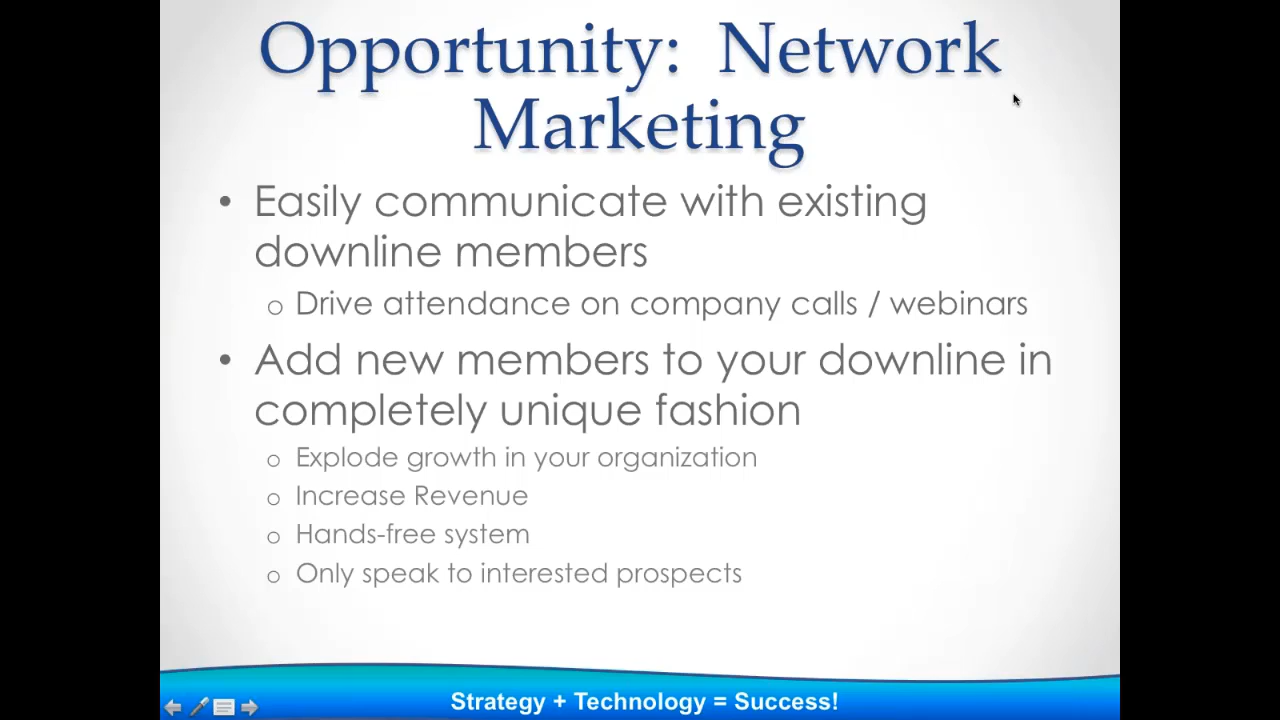 Opportunity: Network
Marketing
• Easily communicate with existing
downline members
o Drive attendance on company calls / webinars
• Add new members to your downline in
completely unique fashion
o Explode growth in your organization
o Increase Revenue
o Hands-free system
o Only speak to interested prospects
Strategy + Technology = Success!